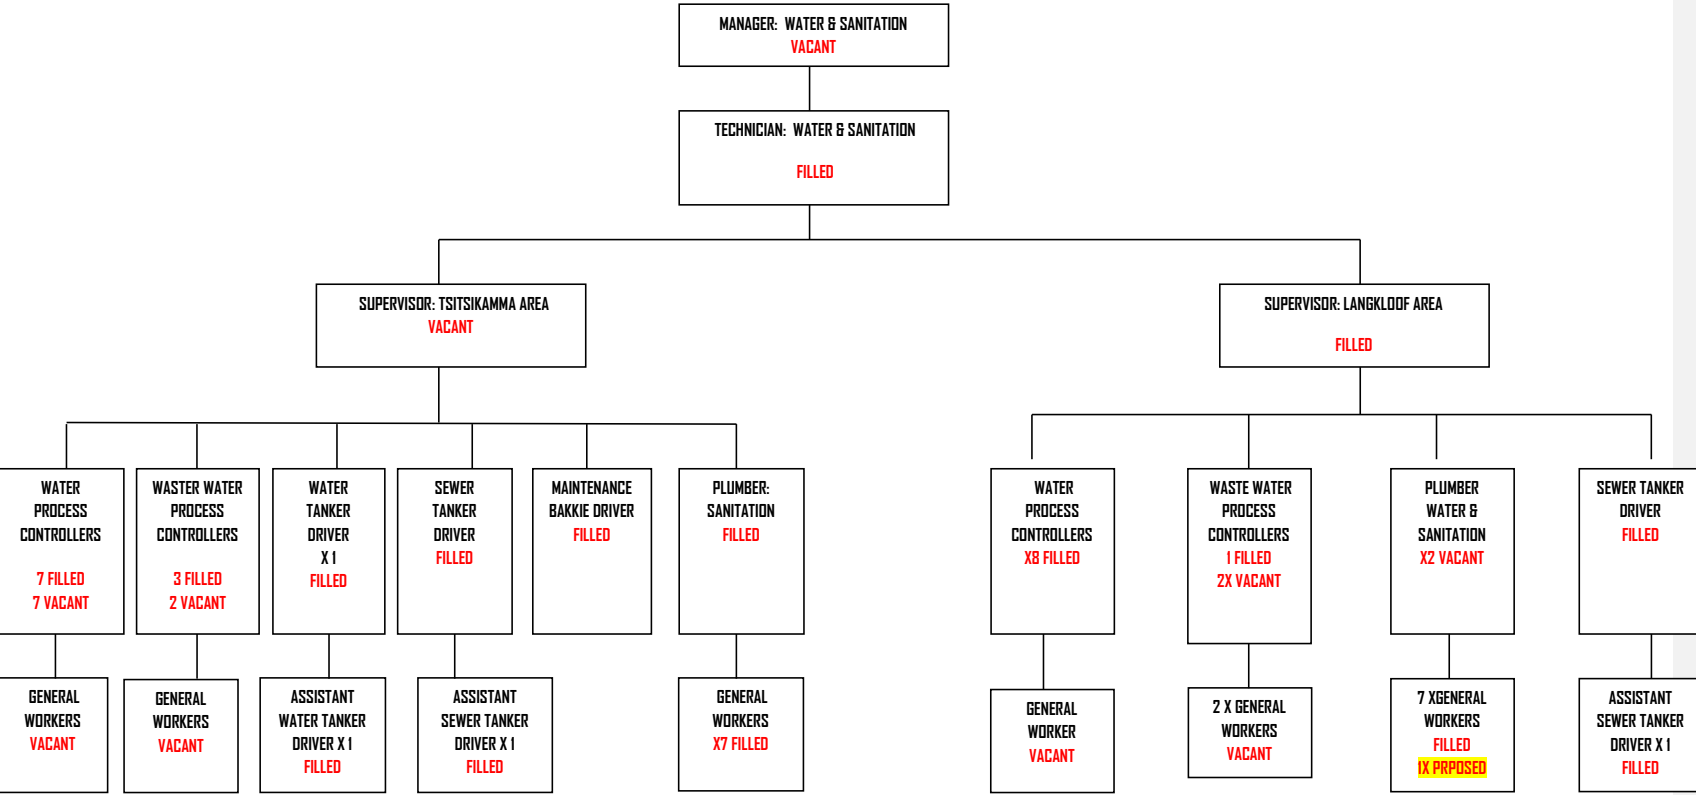 MANAGER: WATER & SANITATION
VACANT
TECHNICIAN: WATER & SANITATION
FILLED
SUPERVISOR: TSITSIKAMMA AREA
VACANT
SUPERVISOR: LANGKLOOF AREA
FILLED
WATER
PROCESS
CONTROLLERS
7 FILLED
7 VACANT
WASTER WATER
PROCESS
CONTROLLERS
3 FILLED
2 VACANT
WATER
TANKER
DRIVER
X 1
FILLED
SEWER
TANKER
DRIVER
FILLED
MAINTENANCE
BAKKIE DRIVER
FILLED
PLUMBER:
SANITATION
FILLED
WATER
PROCESS
CONTROLLERS
X8 FILLED
WASTE WATER
PROCESS
CONTROLLERS
1 FILLED
2X VACANT
PLUMBER
WATER &
SANITATION
X2 VACANT
SEWER TANKER
DRIVER
FILLED
GENERAL
WORKERS
VACANT
GENERAL
WORKERS
VACANT
ASSISTANT
WATER TANKER
DRIVER X 1
FILLED
ASSISTANT
SEWER TANKER
DRIVER X 1
FILLED
GENERAL
WORKERS
X7 FILLED
GENERAL
WORKER
VACANT
2 X GENERAL
WORKERS
VACANT
7 XGENERAL
WORKERS
FILLED
1X PRPOSED
ASSISTANT
SEWER TANKER
DRIVER X 1
FILLED